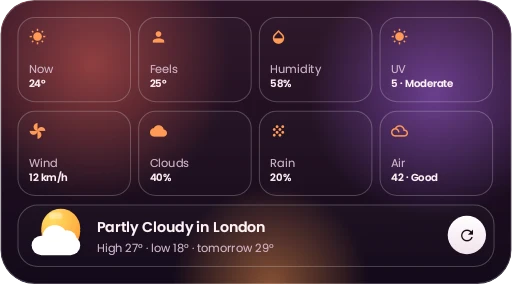 Now
24°
Feels
25°
Humidity
58%
UV
5 · Moderate
Wind
12 km/h
Clouds
40%
Rain
20%
Air
42 · Good
Partly Cloudy in London
High 27° · low 18° · tomorrow 29°